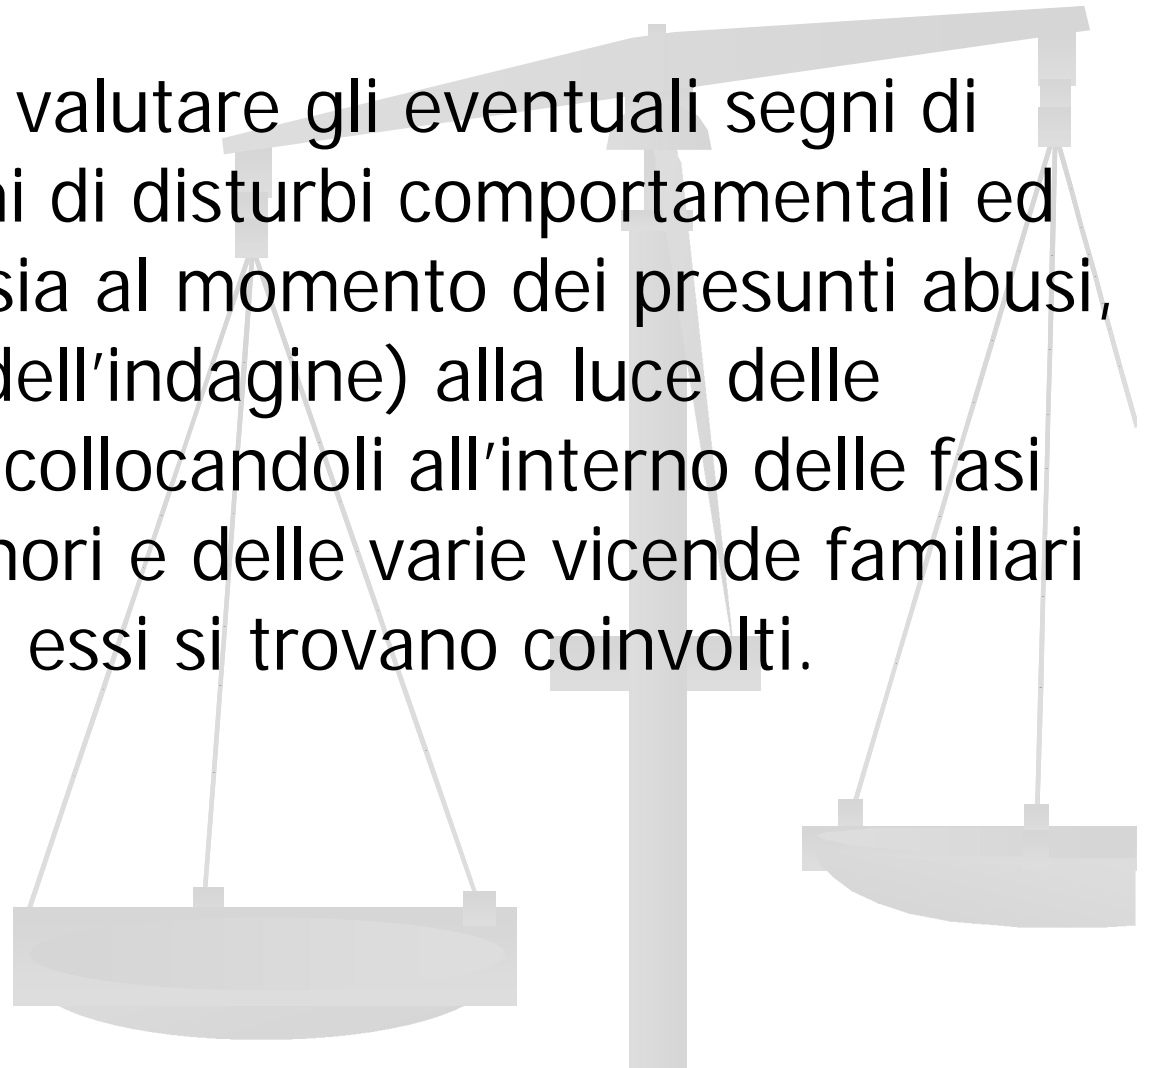 valutare gli eventuali segni di
di disturbi comportamentali ed
sia al momento dei presunti abusi,
dell'indagine) alla luce delle
collocandoli all'interno delle fasi
e delle varie vicende familiari
essi si trovano coinvolti.